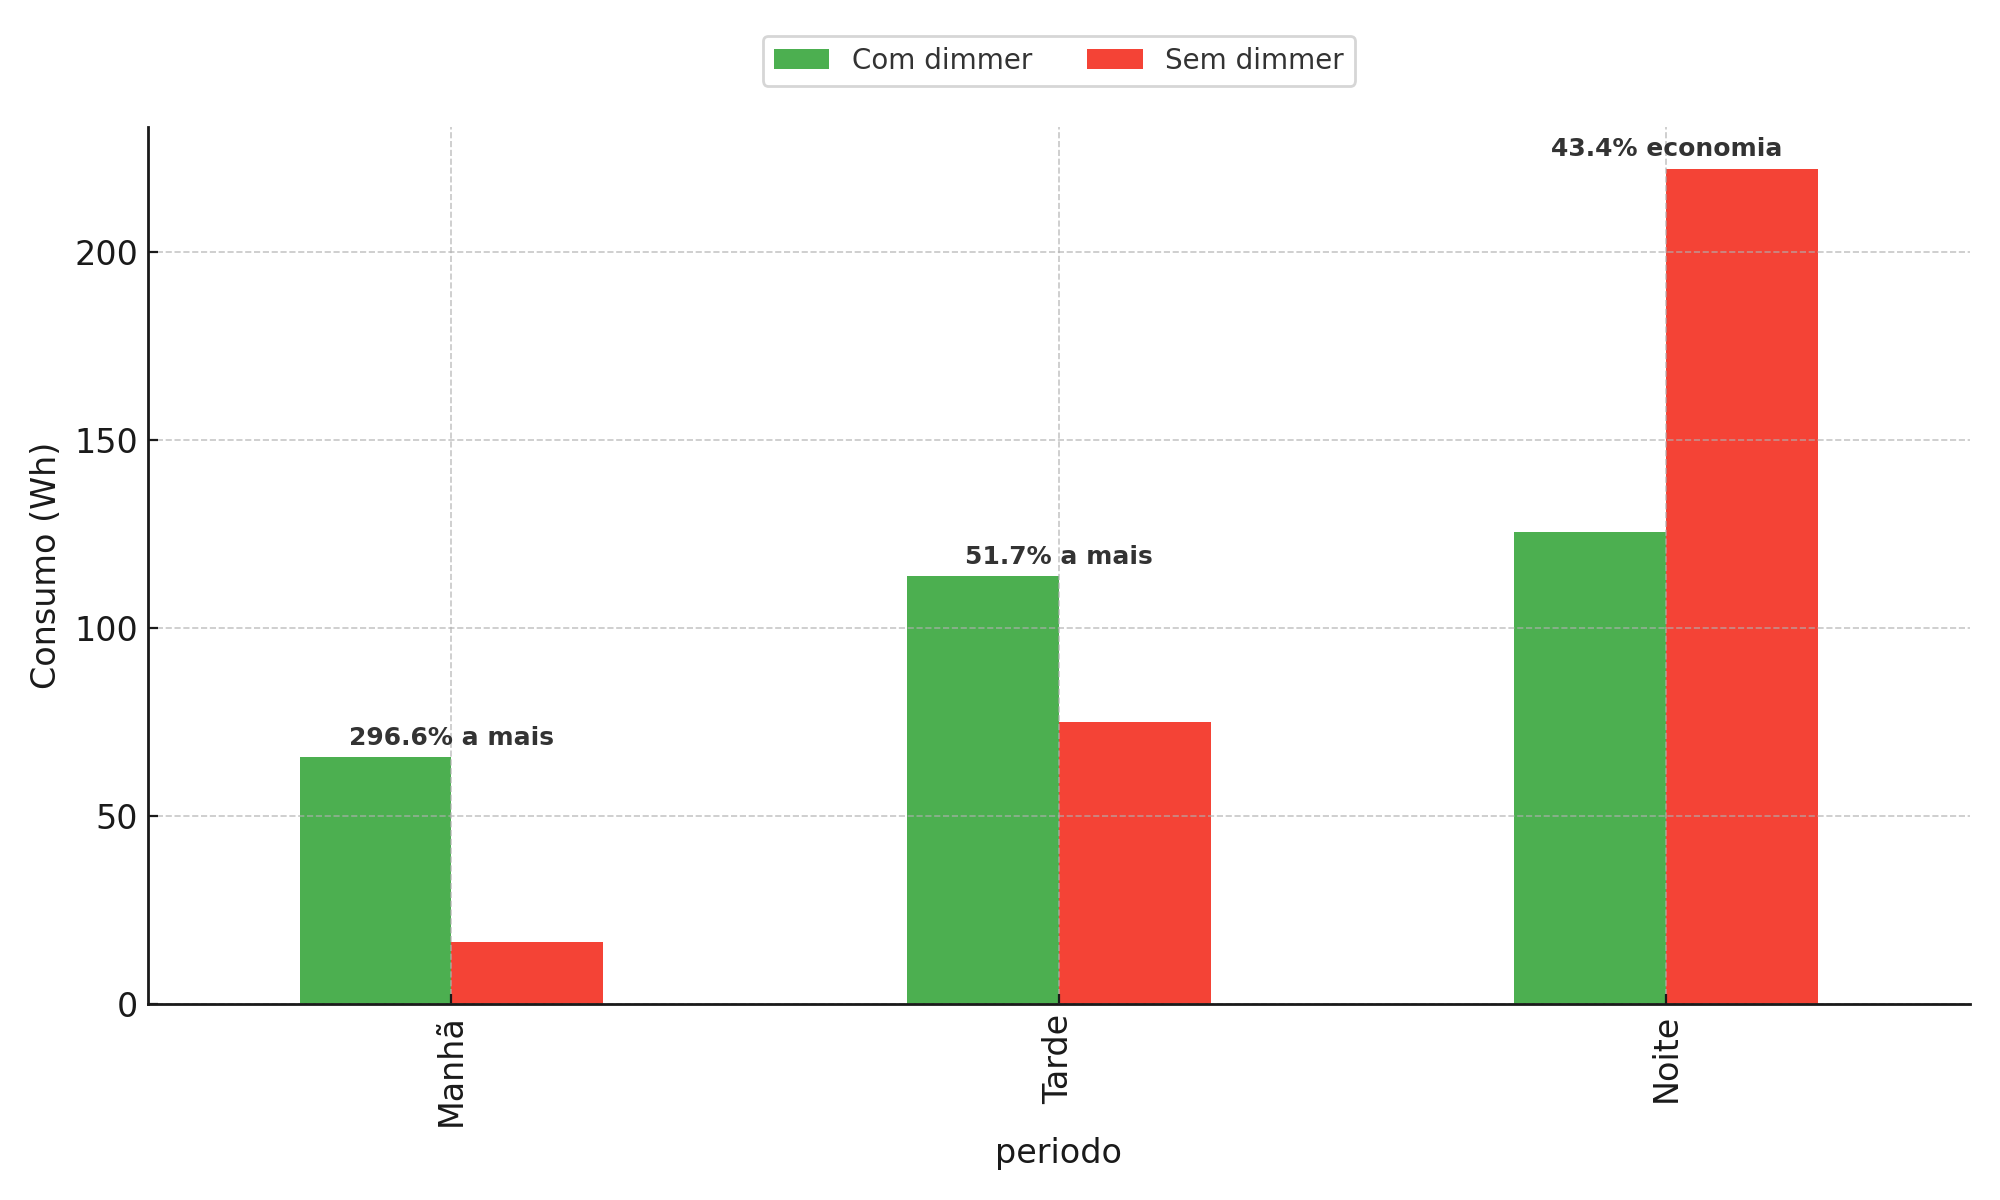 Com dimmer
Sem dimmer
43.4% economia
200
150
51.7% a mais
100
296.6% a mais
50
0
Consumo (Wh)
Manhã
Tarde
Noite
periodo